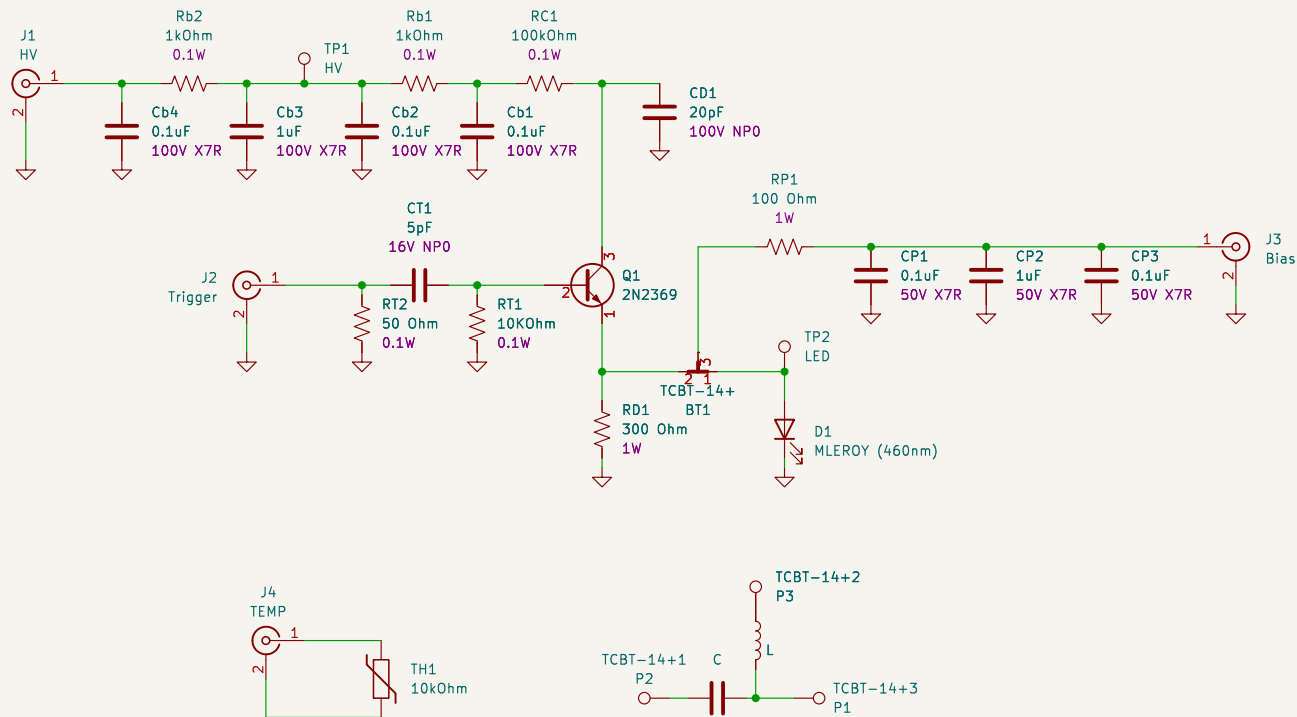 J1
HV
1
2
Rb2
1kOhm
0.1W
TP1
HV
Rb1
1kOhm
0.1W
RC1
100kOhm
0.1W
Cb4
0.1uF
100V X7R
Cb3
1uF
100V X7R
Cb2
0.1uF
100V X7R
Cb1
0.1uF
100V X7R
CD1
20pF
100V NP0
RP1
100 Ohm
1W
CT1
5pF
16V NP0
J2
Trigger
1
2
RT2
50 Ohm
0.1W
RT1
10KOhm
0.1W
3
2
1
Q1
2N2369
CP1
0.1uF
50V X7R
CP2
1uF
50V X7R
CP3
0.1uF
50V X7R
1
2
J3
Bias
TP2
LED
3
2
1
TCBT-14+
BT1
RD1
300 Ohm
1W
D1
MLEROY (460nm)
J4
TEMP
1
2
TH1
10kOhm
TCBT-14+2
P3
L
TCBT-14+1
P2
C
TCBT-14+3
P1